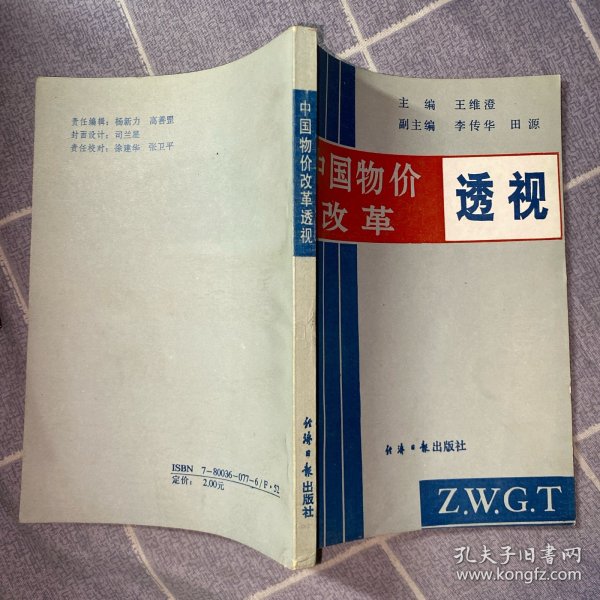 责任编辑：杨新力 高善罡
封面设计：司兰星
责任校对：徐建华 张卫平
ISBN 7-80036-077-6/F·52
定价： 2.00元
中国物价改革透视
经济日报出版社
主 编 王维澄
副主编 李传华 田 源
中国物价
改革
透视
经济日报出版社
Z.W.G.T
孔夫子旧书网
www.kongfz.com